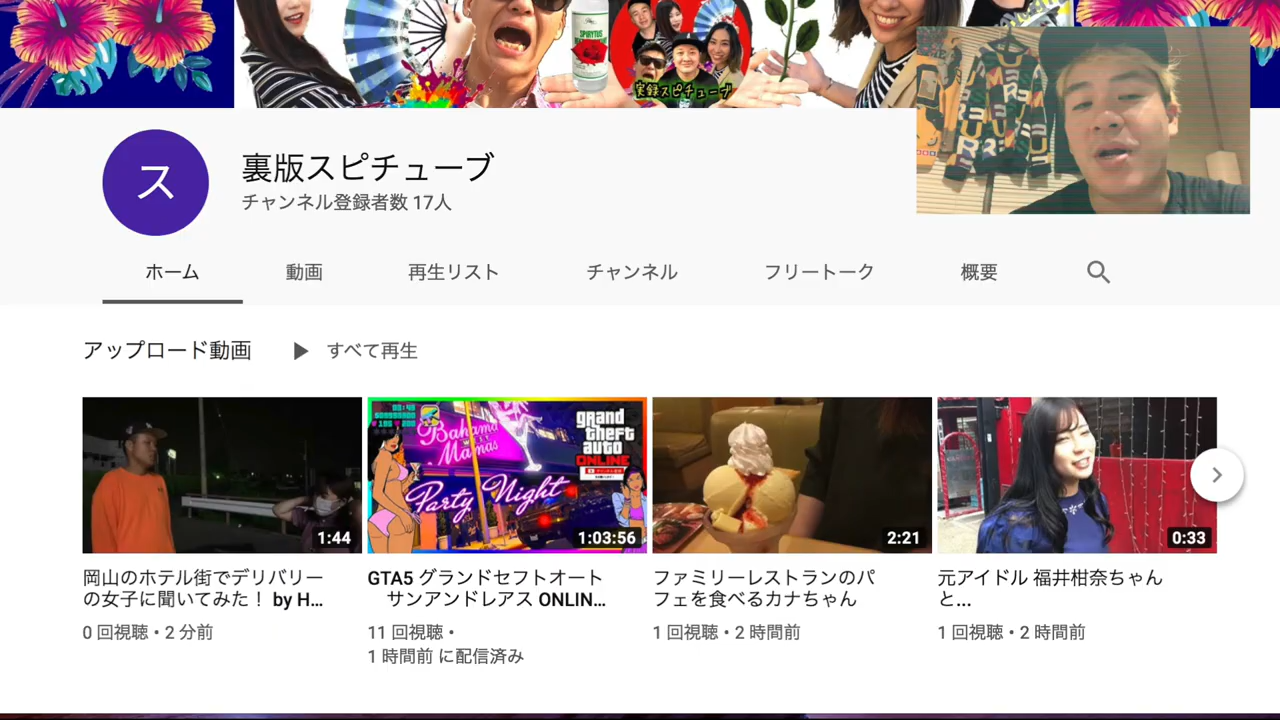 SPIRYTUS
実録スピチューブ
ス
裏版スピチューブ
チャンネル登録者数 17人
ホーム
動画
再生リスト
チャンネル
フリートーク
概要
アップロード動画
すべて再生
1:44
Bahama
Mamas
Party Night
grand
theft
auto
ONLINE
1:03:56
2:21
0:33
岡山のホテル街でデリバリー
の女子に聞いてみた！ by H...
GTA5 グランドセフトオート
サンアンドレアス ONLIN...
ファミリーレストランのパ
フェを食べるカナちゃん
元アイドル 福井柑奈ちゃん
と...
0 回視聴・2 分前
11 回視聴・
1 時間前 に配信済み
1 回視聴・2 時間前
1 回視聴・2 時間前